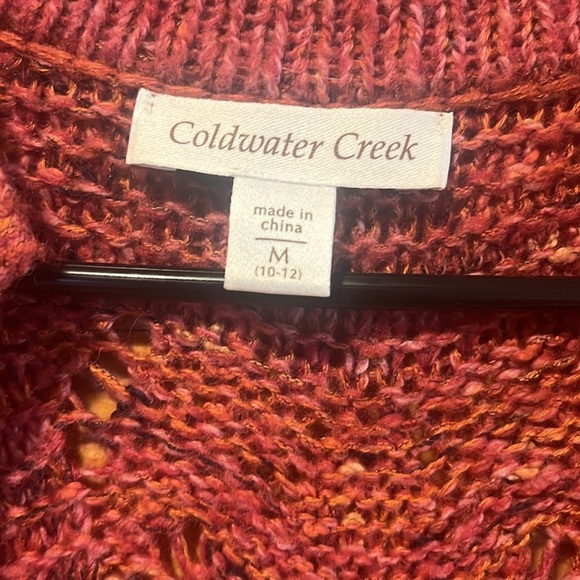 Coldwater Creek
made in
china
M
(10-12)